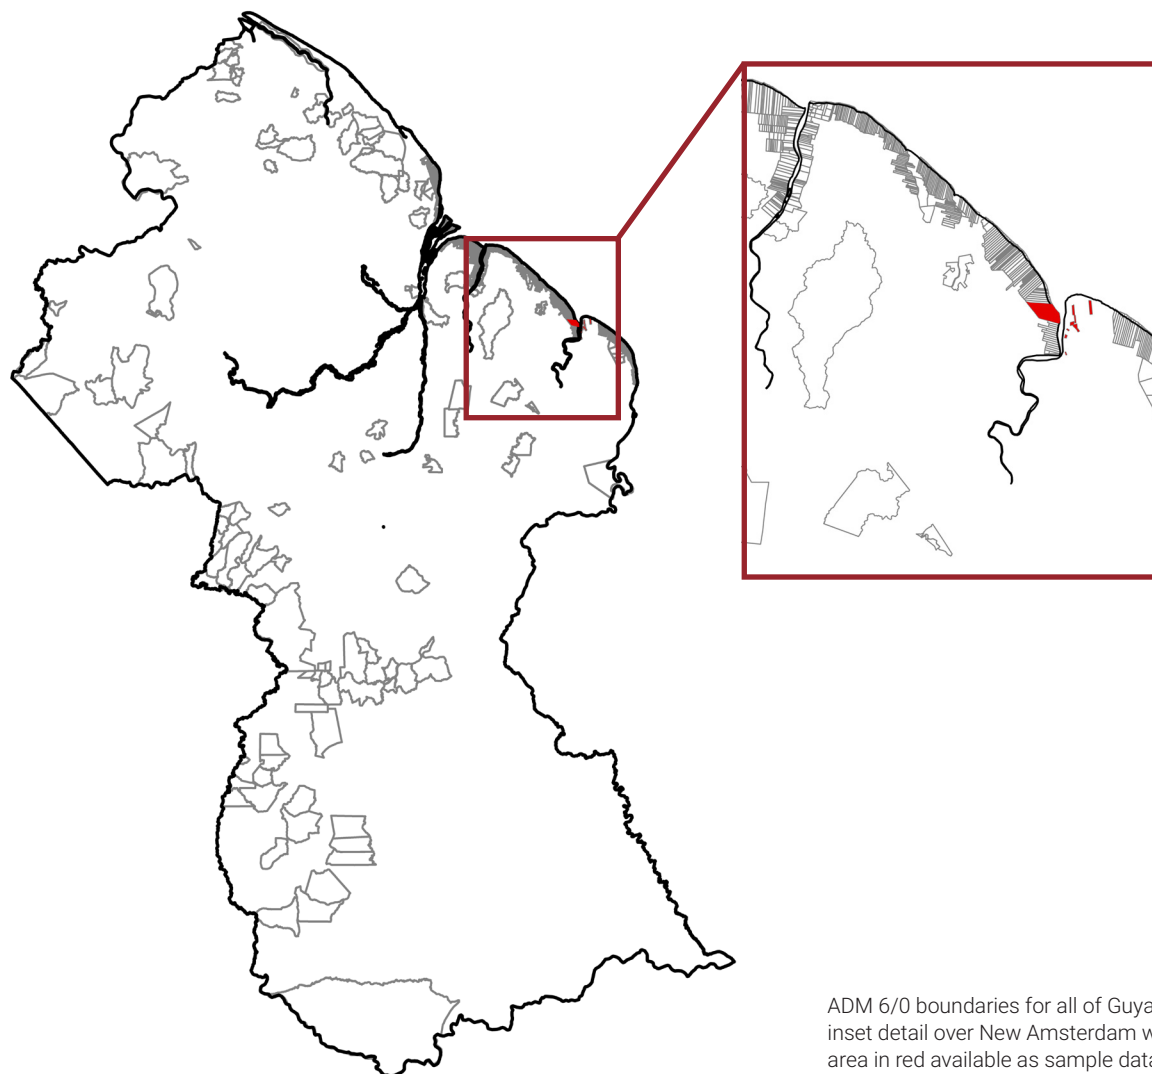 ADM 6/0 boundaries for all of Guya
inset detail over New Amsterdam w
area in red available as sample data